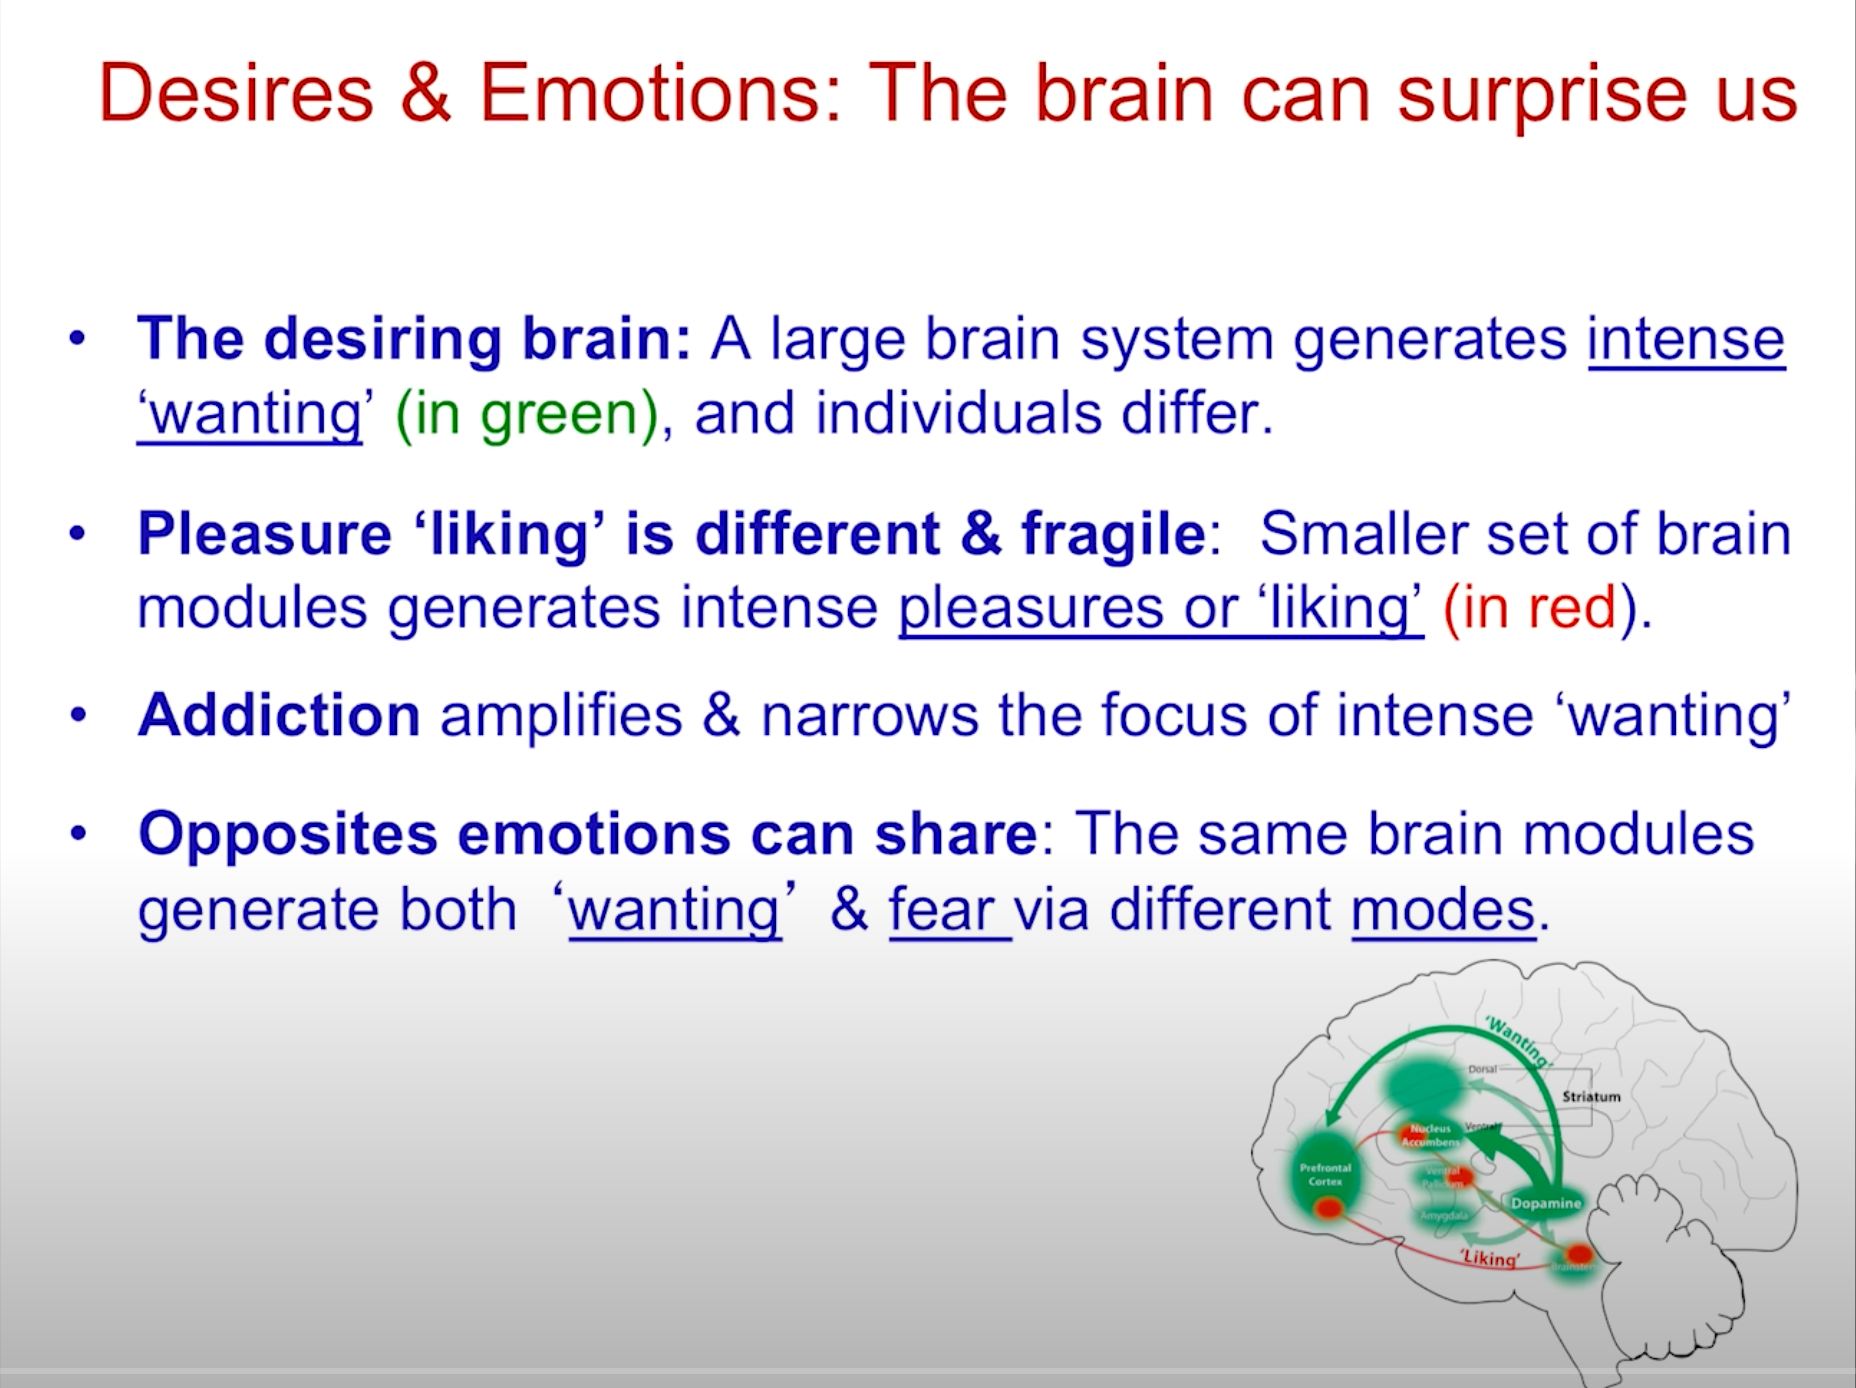 Desires & Emotions: The brain can surprise us
• The desiring brain: A large brain system generates intense
‘wanting’ (in green), and individuals differ.
• Pleasure ‘liking’ is different & fragile:  Smaller set of brain
modules generates intense pleasures or ‘liking’ (in red).
• Addiction amplifies & narrows the focus of intense ‘wanting’
• Opposites emotions can share: The same brain modules
generate both ‘wanting’ & fear via different modes.
‘Wanting’
Dorsal
Striatum
Ventral
Nucleus
Accumbens
Prefrontal
Cortex
Ventral
Pallidum
Dopamine
Amygdala
‘Liking’
Brainstem